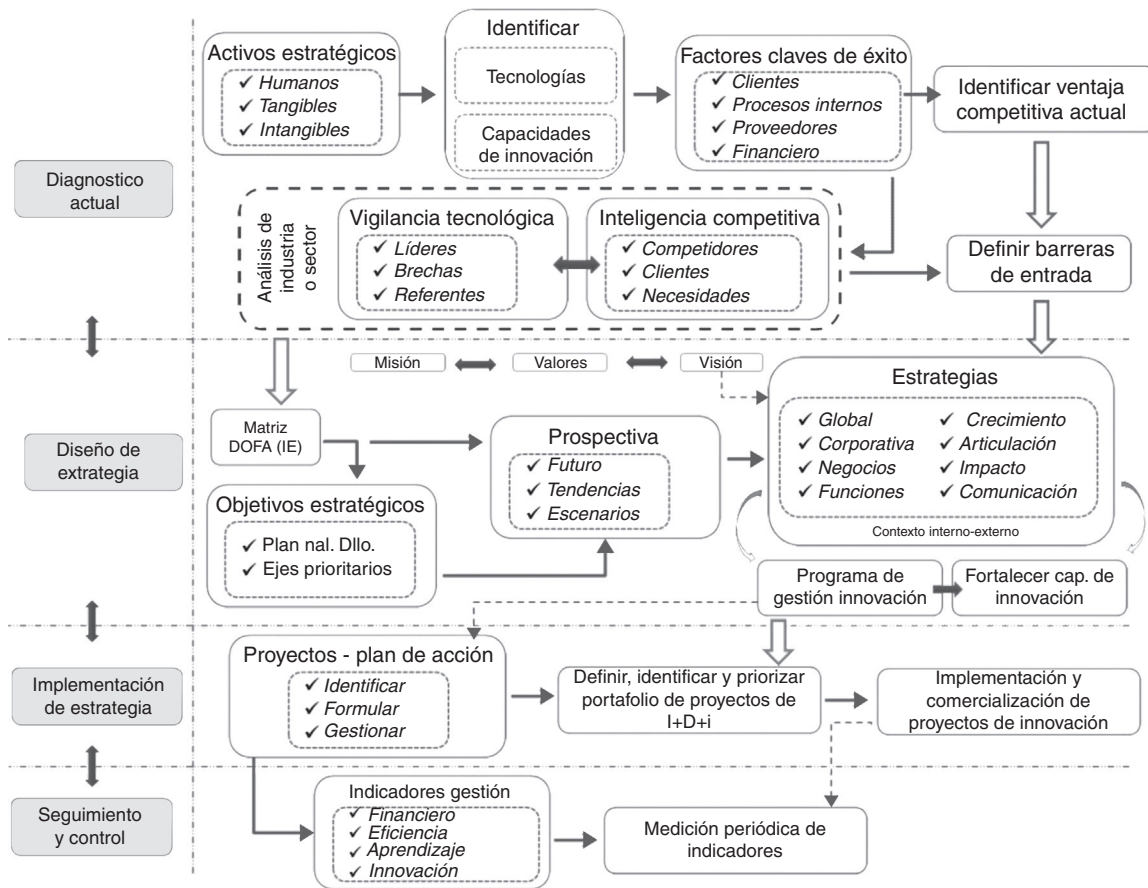 Diagnostico
actual
Activos estratégicos
✓ Humanos
✓ Tangibles
✓ Intangibles
Identificar
Tecnologías
Capacidades
de innovación
Factores claves de éxito
✓ Clientes
✓ Procesos internos
✓ Proveedores
✓ Financiero
Identificar ventaja
competitiva actual
Análisis de
industria
o sector
Vigilancia tecnológica
✓ Líderes
✓ Brechas
✓ Referentes
Inteligencia competitiva
✓ Competidores
✓ Clientes
✓ Necesidades
Definir barreras
de entrada
Diseño de
extrategia
Misión
Valores
Visión
Matriz
DOFA (IE)
Objetivos estratégicos
✓ Plan nal. Dllo.
✓ Ejes prioritarios
Prospectiva
✓ Futuro
✓ Tendencias
✓ Escenarios
Estrategias
✓ Global
✓ Corporativa
✓ Negocios
✓ Funciones
✓ Crecimiento
✓ Articulación
✓ Impacto
✓ Comunicación
Contexto interno-externo
Programa de
gestión innovación
Fortalecer cap. de
innovación
Implementación
de estrategia
Proyectos - plan de acción
✓ Identificar
✓ Formular
✓ Gestionar
Definir, identificar y priorizar
portafolio de proyectos de
I+D+i
Implementación y
comercialización de
proyectos de innovación
Seguimiento
y control
Indicadores gestión
✓ Financiero
✓ Eficiencia
✓ Aprendizaje
✓ Innovación
Medición periódica de
indicadores